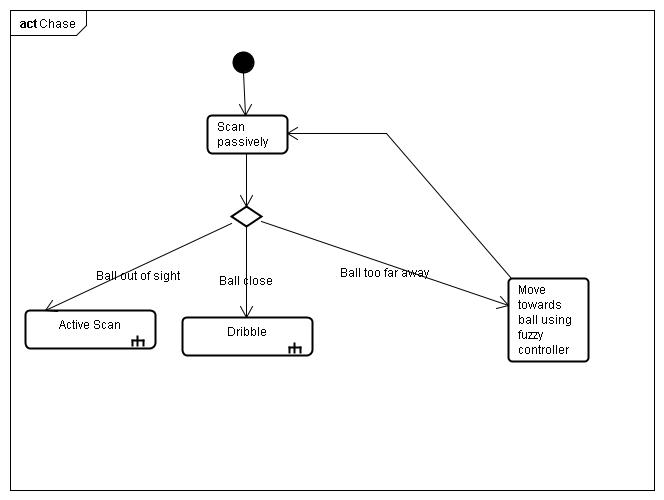 act Chase
Scan
passively
Ball out of sight
Ball close
Ball too far away
Active Scan
Dribble
Move
towards
ball using
fuzzy
controller